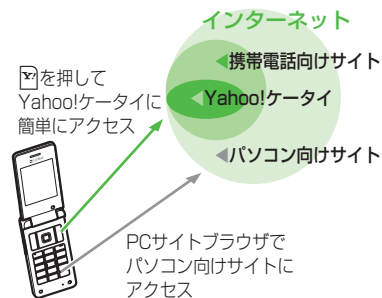 インターネット
携帯電話向けサイト
Y!を押して
Yahoo!ケータイに
簡単にアクセス
Yahoo!ケータイ
パソコン向けサイト
PCサイトブラウザで
パソコン向けサイトに
アクセス